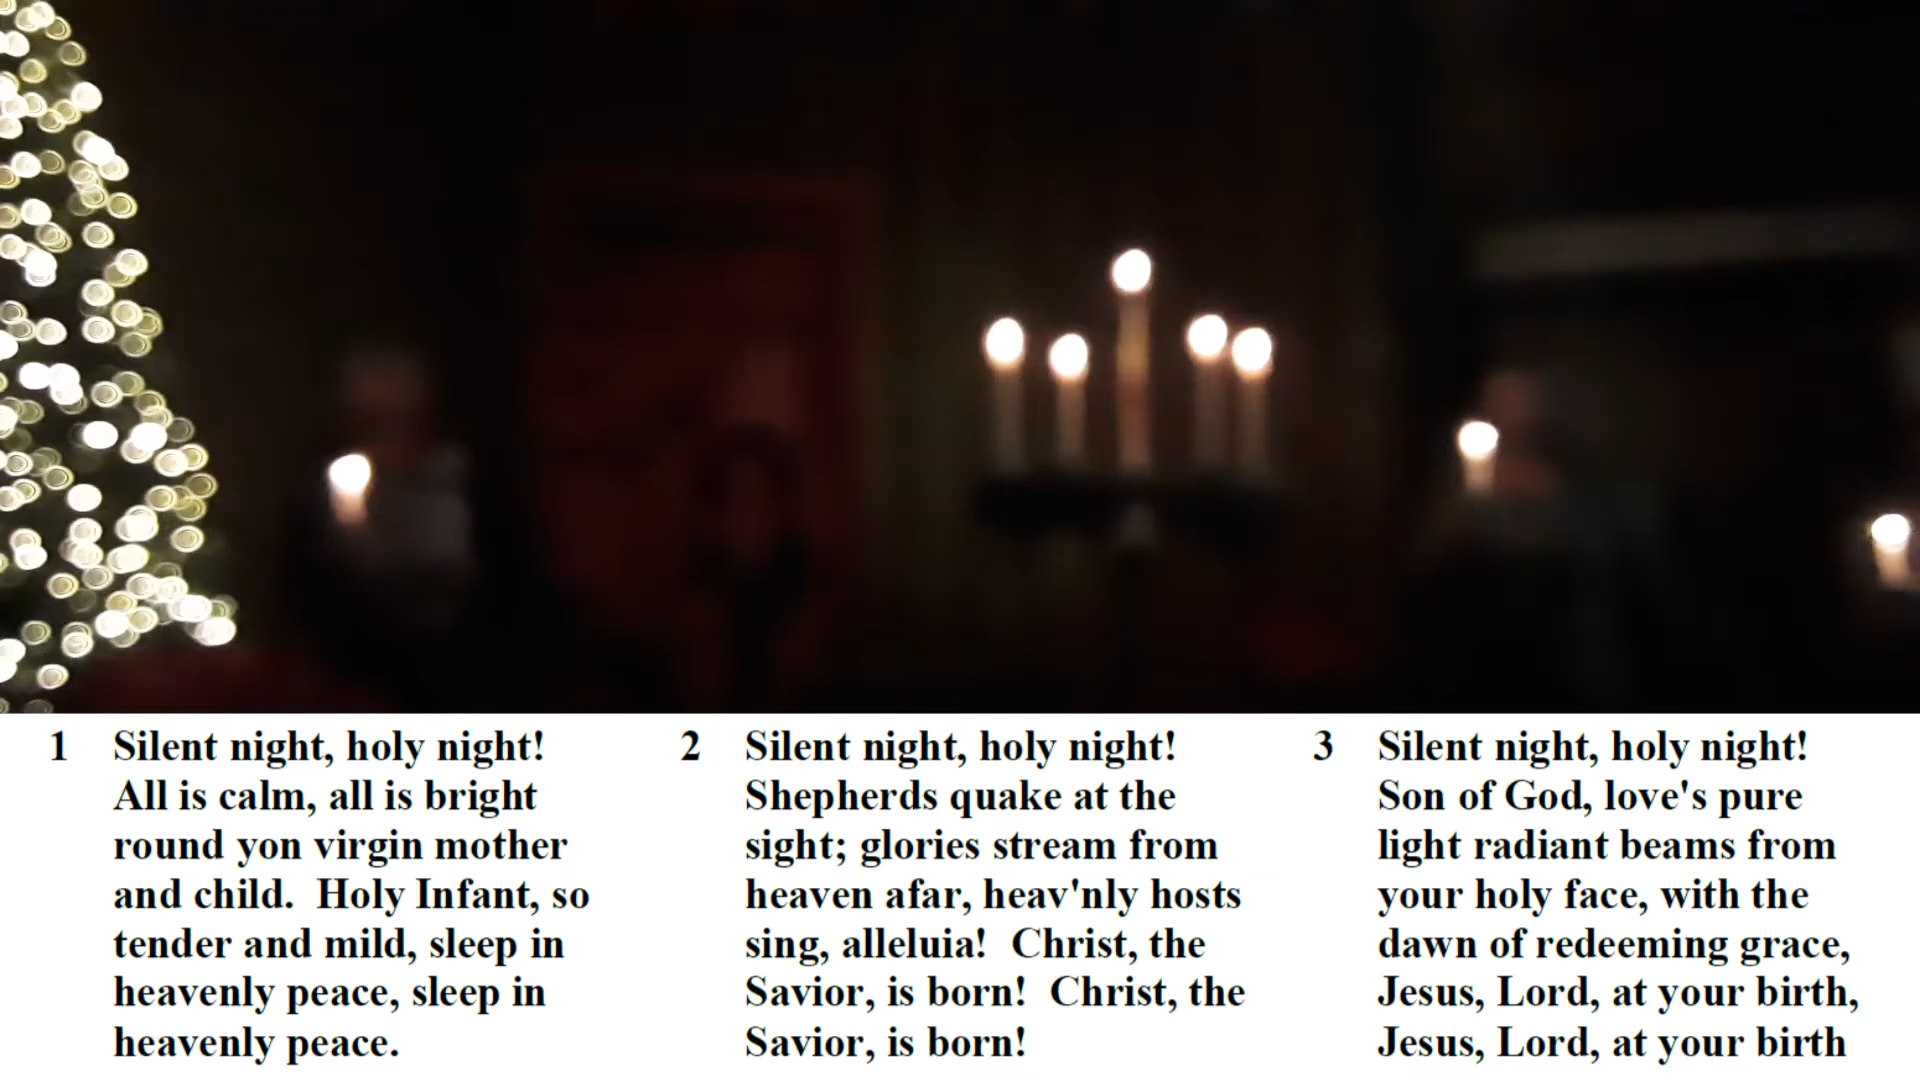 1 Silent night, holy night!
All is calm, all is bright
round yon virgin mother
and child.  Holy Infant, so
tender and mild, sleep in
heavenly peace, sleep in
heavenly peace.
2 Silent night, holy night!
Shepherds quake at the
sight; glories stream from
heaven afar, heav'nly hosts
sing, alleluia!  Christ, the
Savior, is born!  Christ, the
Savior, is born!
3 Silent night, holy night!
Son of God, love's pure
light radiant beams from
your holy face, with the
dawn of redeeming grace,
Jesus, Lord, at your birth,
Jesus, Lord, at your birth